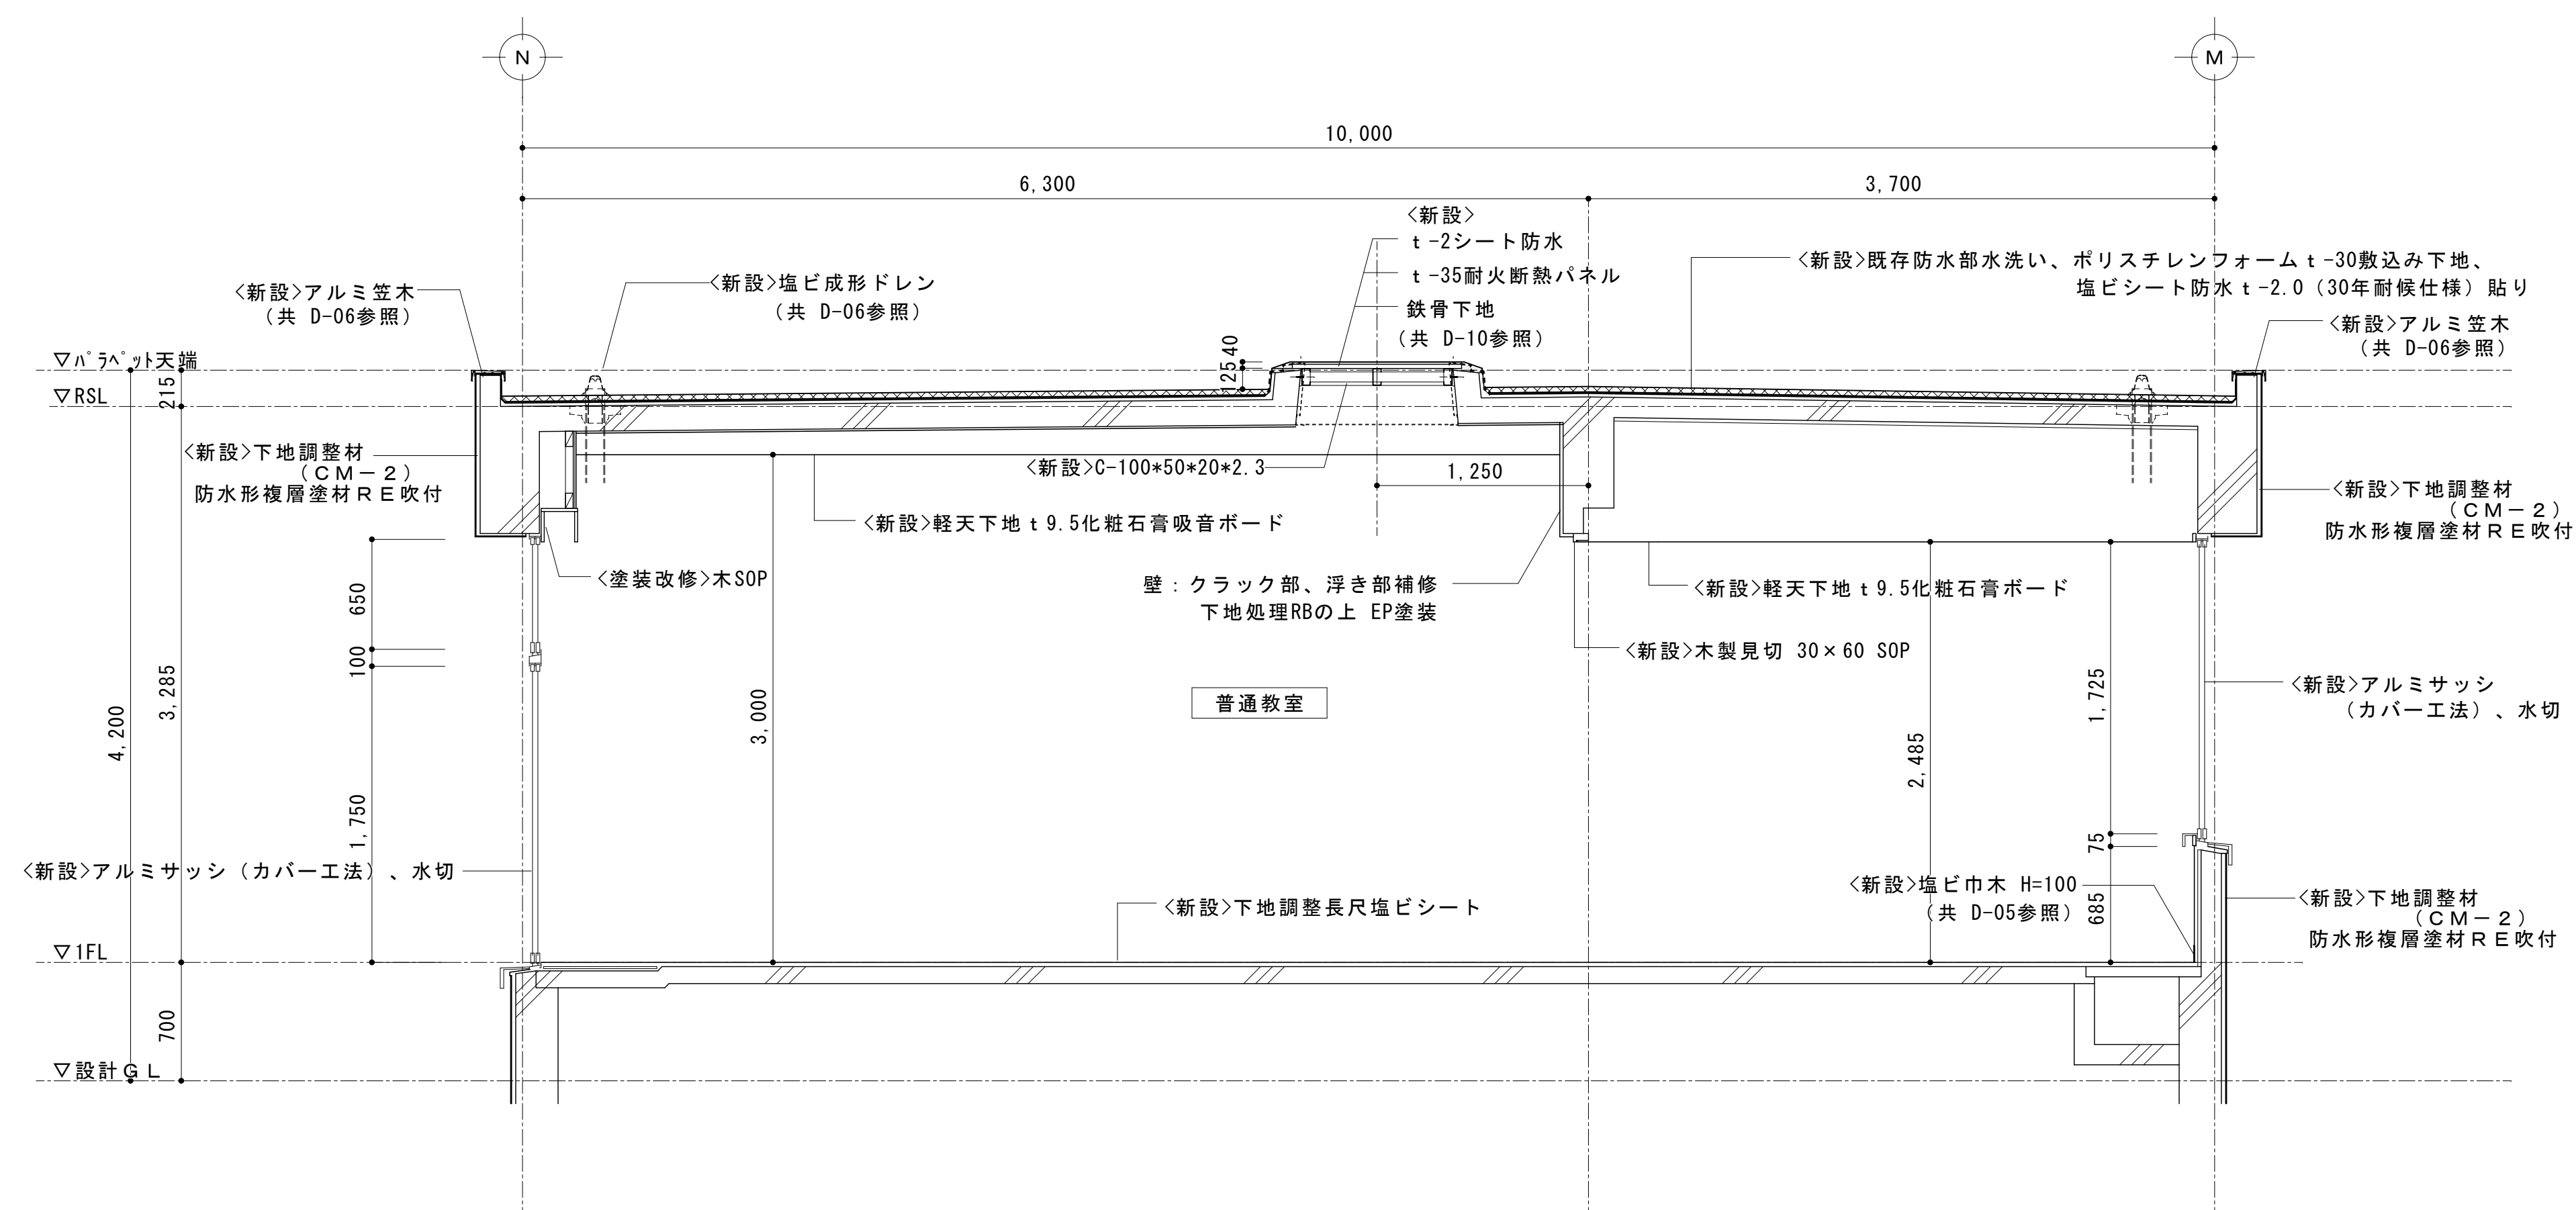 N
M
10,000
6,300
3,700
<新設>
t-2シート防水
t-35耐火断熱パネル
鉄骨下地
(共 D-10参照)
<新設>既存防水部水洗い、ポリスチレンフォームt-30敷込み下地、
塩ビシート防水t-2.0(30年耐候仕様)貼り
<新設>アルミ笠木
(共 D-06参照)
<新設>塩ビ成形ドレン
(共 D-06参照)
<新設>アルミ笠木
(共 D-06参照)
▽パラペット天端
▽RSL
215
40
125
<新設>下地調整材
(CM-2)
防水形複層塗材RE吹付
<新設>C-100*50*20*2.3
1,250
<新設>軽天下地t9.5化粧石膏吸音ボード
<新設>下地調整材
(CM-2)
防水形複層塗材RE吹付
<塗装改修>木SOP
壁:クラック部、浮き部補修
下地処理RBの上 EP塗装
<新設>軽天下地t9.5化粧石膏ボード
<新設>木製見切 30×60 SOP
650
100
1,750
3,285
4,200
3,000
普通教室
2,485
1,725
75
685
<新設>アルミサッシ
(カバー工法)、水切
<新設>アルミサッシ(カバー工法)、水切
<新設>下地調整長尺塩ビシート
<新設>塩ビ巾木 H=100
(共 D-05参照)
<新設>下地調整材
(CM-2)
防水形複層塗材RE吹付
▽1FL
700
▽設計GL